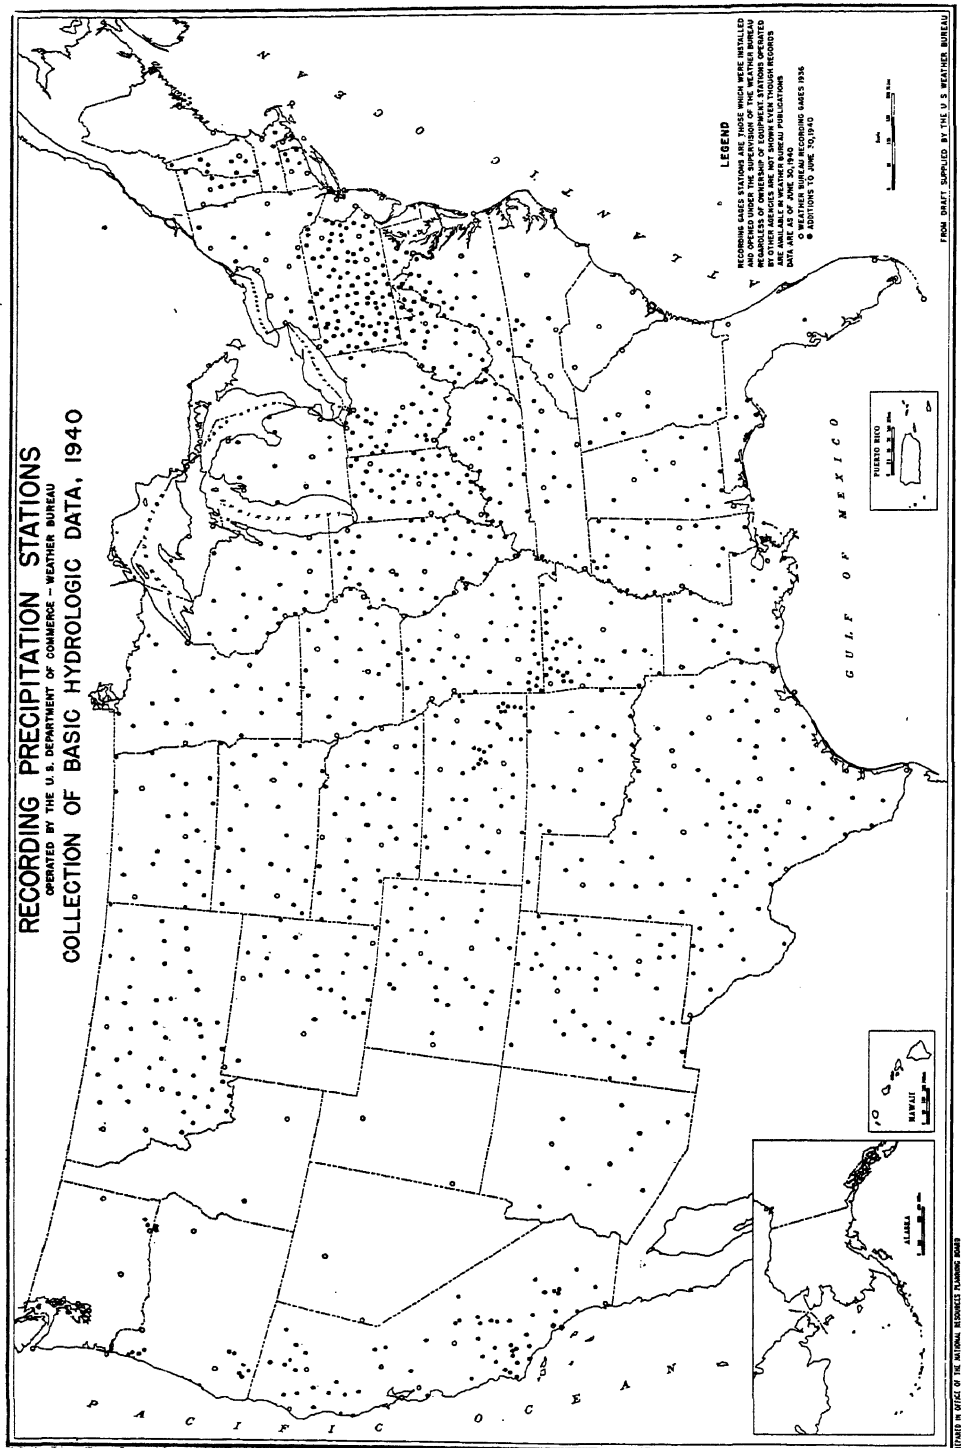 RECORDING PRECIPITATION STATIONS
OPERATED BY THE U. S. DEPARTMENT OF COMMERCE – WEATHER BUREAU
COLLECTION OF BASIC HYDROLOGIC DATA, 1940
PACIFIC OCEAN
ATLANTIC OCEAN
GULF OF MEXICO
LEGEND
RECORDING GAGES STATIONS ARE THOSE WHICH WERE INSTALLED
AND OPENED UNDER THE SUPERVISION OF THE WEATHER BUREAU
REGARDLESS OF OWNERSHIP OF EQUIPMENT. STATIONS OPERATED
BY OTHER AGENCIES ARE NOT SHOWN EVEN THOUGH RECORDS
ARE AVAILABLE IN WEATHER BUREAU PUBLICATIONS
DATA ARE AS OF JUNE 30, 1940
O WEATHER BUREAU RECORDING GAGES 1936
● ADDITIONS TO JUNE 30, 1940
PUERTO RICO
HAWAII
ALASKA
FROM DRAFT SUPPLIED BY THE U S WEATHER BUREAU
PREPARED IN OFFICE OF THE NATIONAL RESOURCES PLANNING BOARD